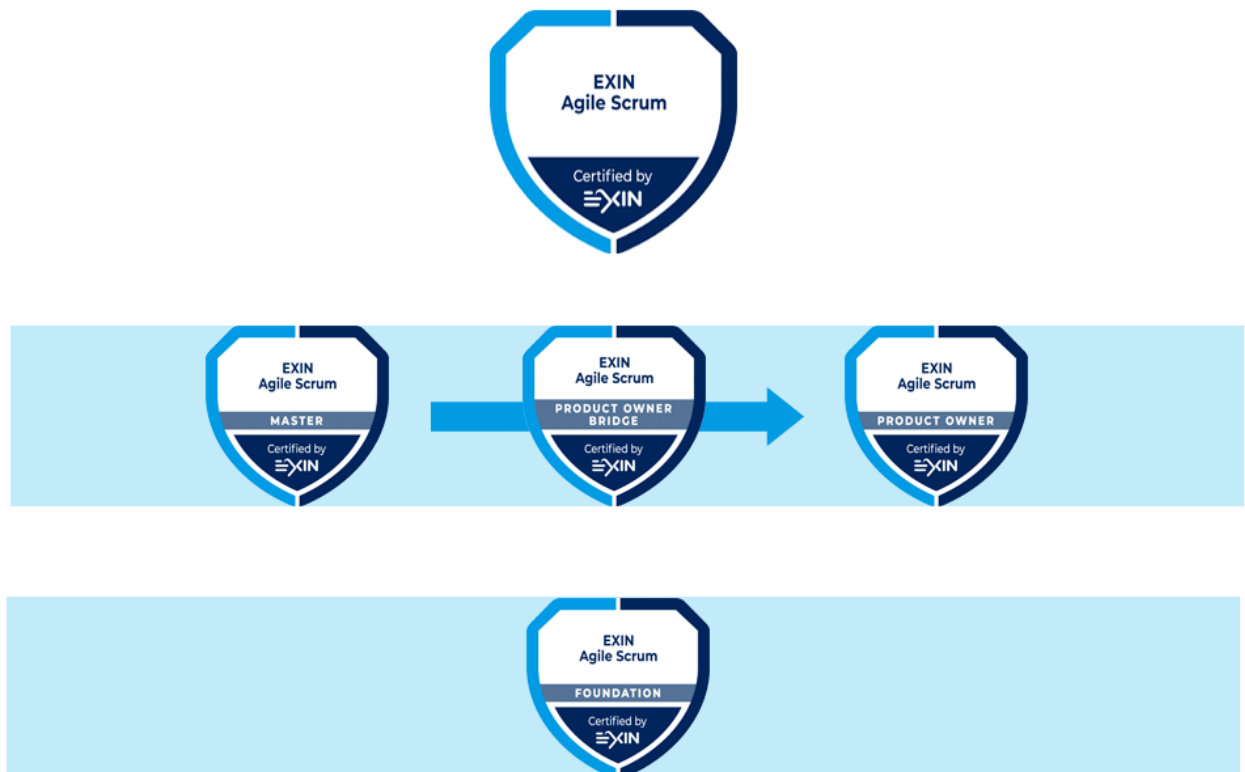 EXIN
Agile Scrum
Certified by
EXIN
EXIN
Agile Scrum
MASTER
Certified by
EXIN
EXIN
Agile Scrum
PRODUCT OWNER
BRIDGE
Certified by
EXIN
EXIN
Agile Scrum
PRODUCT OWNER
Certified by
EXIN
EXIN
Agile Scrum
FOUNDATION
Certified by
EXIN